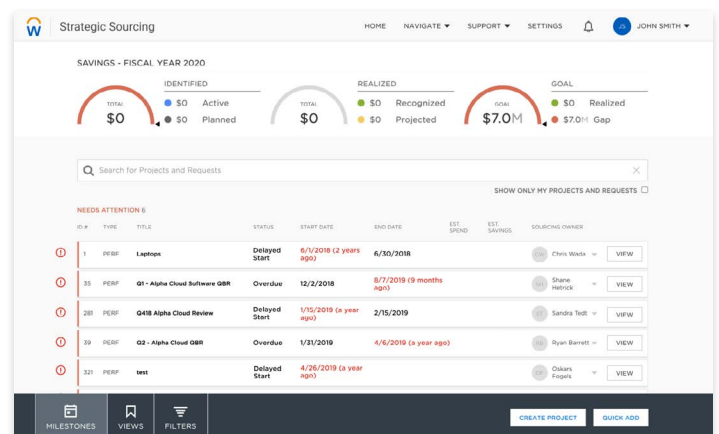 Strategic Sourcing
HOME NAVIGATE SUPPORT SETTINGS JS JOHN SMITH
SAVINGS - FISCAL YEAR 2020
IDENTIFIED REALIZED GOAL
TOTAL $0 $0 Active TOTAL $0 $0 Recognized GOAL $7.0M $0 Realized
$0 Planned $0 Projected $7.0M Gap
Search for Projects and Requests
SHOW ONLY MY PROJECTS AND REQUESTS
NEEDS ATTENTION 6
ID # TYPE TITLE STATUS START DATE END DATE EST. SPEND EST. SAVINGS SOURCING OWNER
1 PERF Laptops Delayed Start 6/1/2018 (2 years ago) 6/30/2018 CW Chris Wada VIEW
35 PERF Q1 - Alpha Cloud Software QBR Overdue 12/2/2018 8/7/2019 (9 months ago) Shane Hetrick VIEW
281 PERF Q418 Alpha Cloud Review Delayed Start 1/15/2019 (a year ago) 2/15/2019 ST Sandra Tedt VIEW
39 PERF Q2 - Alpha Cloud QBR Overdue 1/31/2019 4/6/2019 (a year ago) RB Ryan Barrett VIEW
321 PERF test Delayed Start 4/26/2019 (a year ago) Oskars Fogels VIEW
MILESTONES VIEWS FILTERS CREATE PROJECT QUICK ADD